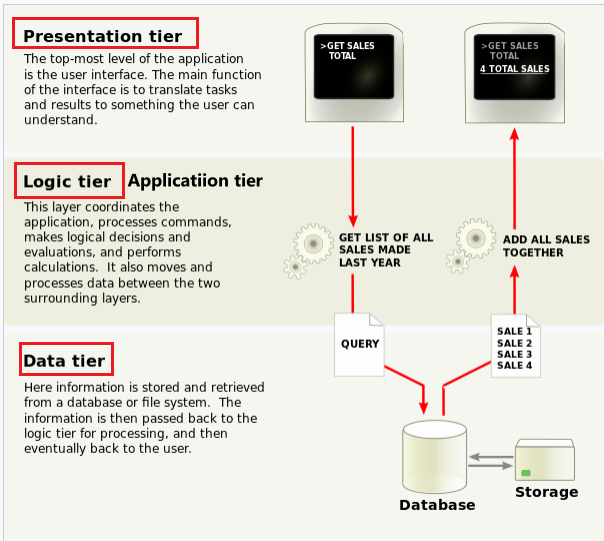 Presentation tier
The top-most level of the application
is the user interface. The main function
of the interface is to translate tasks
and results to something the user can
understand.
>GET SALES
TOTAL
>GET SALES
TOTAL
4 TOTAL SALES
Logic tier Applicatiion tier
This layer coordinates the
application, processes commands,
makes logical decisions and
evaluations, and performs
calculations. It also moves and
processes data between the two
surrounding layers.
GET LIST OF ALL
SALES MADE
LAST YEAR
ADD ALL SALES
TOGETHER
QUERY
SALE 1
SALE 2
SALE 3
SALE 4
Data tier
Here information is stored and retrieved
from a database or file system. The
information is then passed back to the
logic tier for processing, and then
eventually back to the user.
Database
Storage